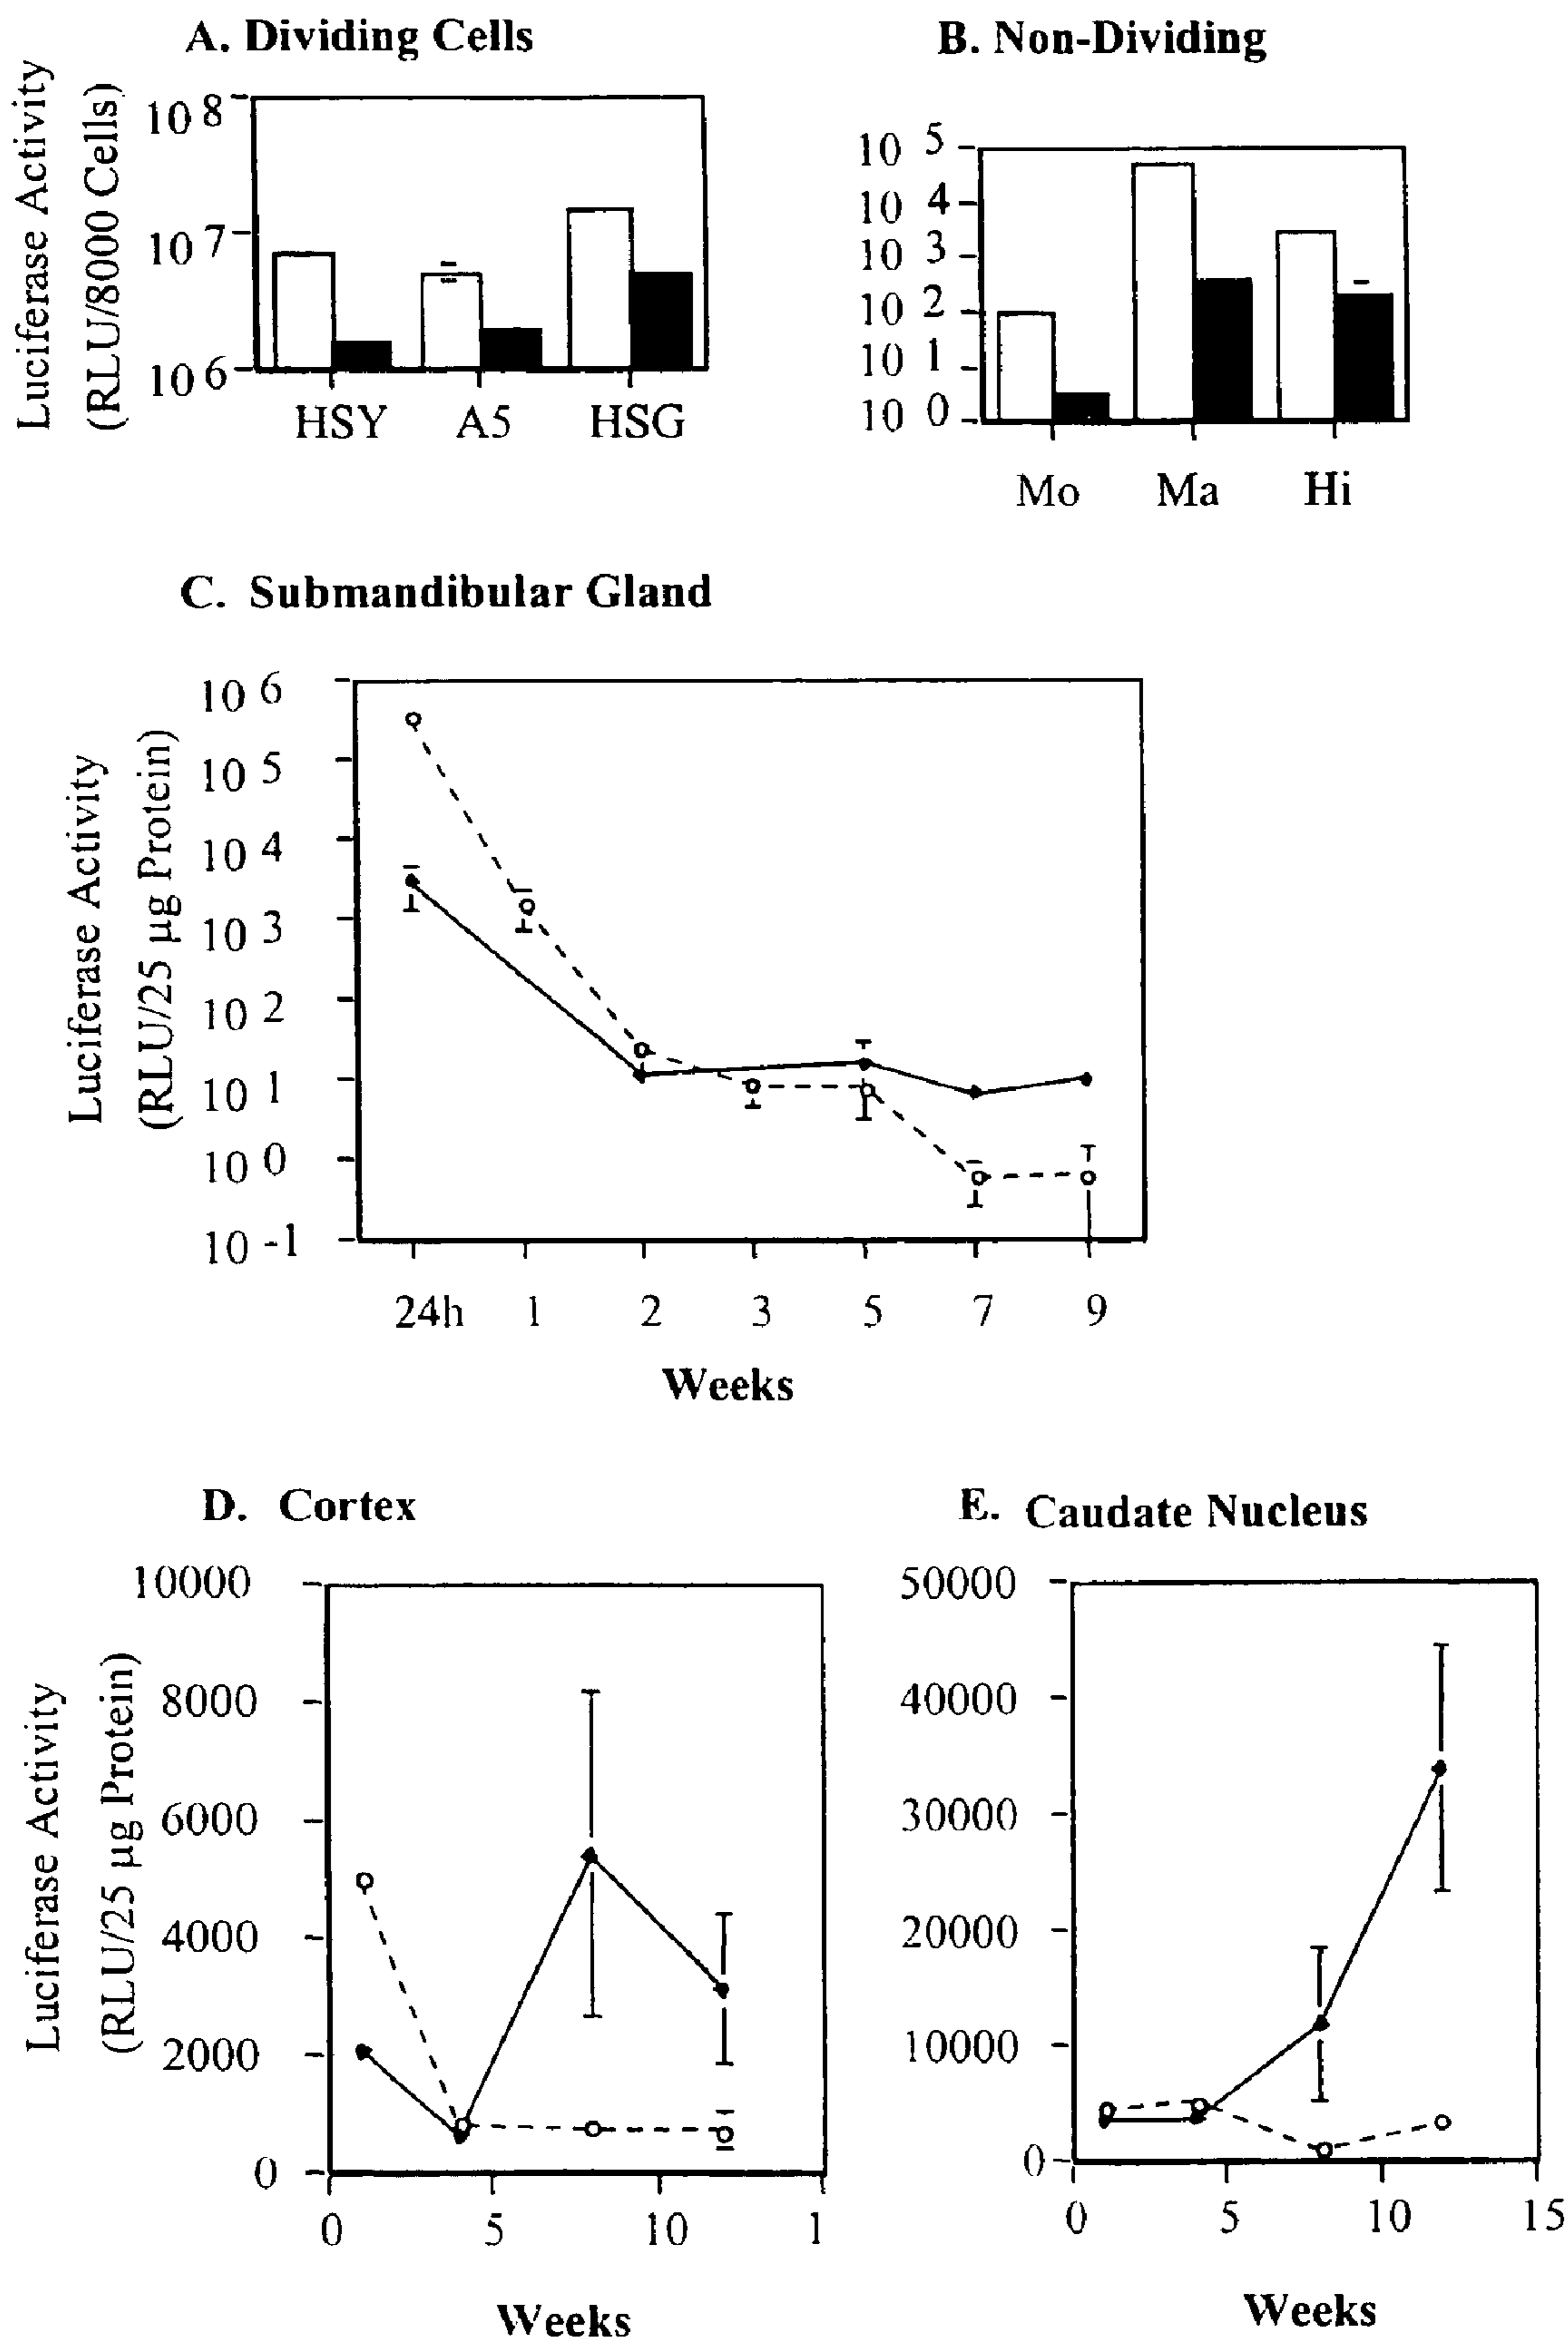 A. Dividing Cells
Luciferase Activity
(RLU/8000 Cells)
10 8
10 7
10 6
HSY A5 HSG
B. Non-Dividing
10 5
10 4
10 3
10 2
10 1
10 0
Mo Ma Hi
C. Submandibular Gland
Luciferase Activity
(RLU/25 µg Protein)
10 6
10 5
10 4
10 3
10 2
10 1
10 0
10 -1
24h 1 2 3 5 7 9
Weeks
D. Cortex
Luciferase Activity
(RLU/25 µg Protein)
10000
8000
6000
4000
2000
0
0 5 10 1
Weeks
E. Caudate Nucleus
50000
40000
30000
20000
10000
0
0 5 10 15
Weeks